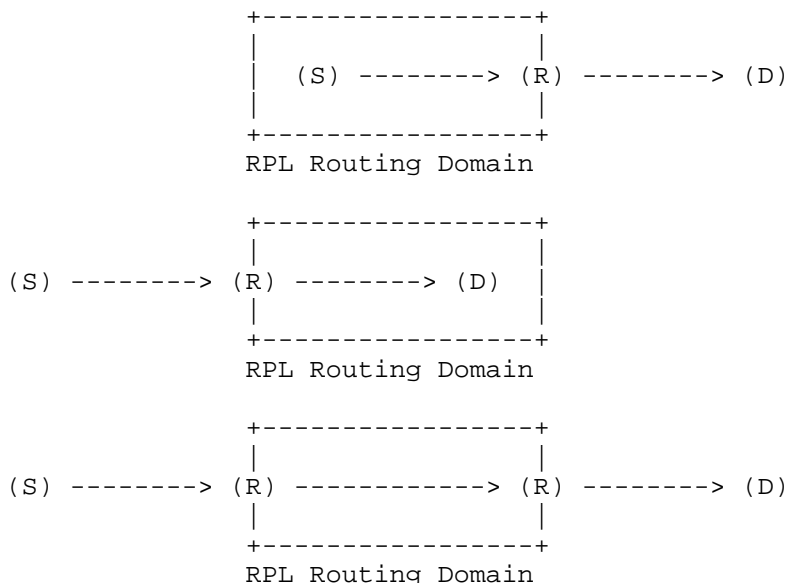 +-----------------+
|                 |
|  (S) --------> (R) --------> (D)
|                 |
+-----------------+
RPL Routing Domain
+-----------------+
|                 |
(S) --------> (R) --------> (D)  |
|                 |
+-----------------+
RPL Routing Domain
+-----------------+
|                 |
(S) --------> (R) ------------> (R) --------> (D)
|                 |
+-----------------+
RPL Routing Domain